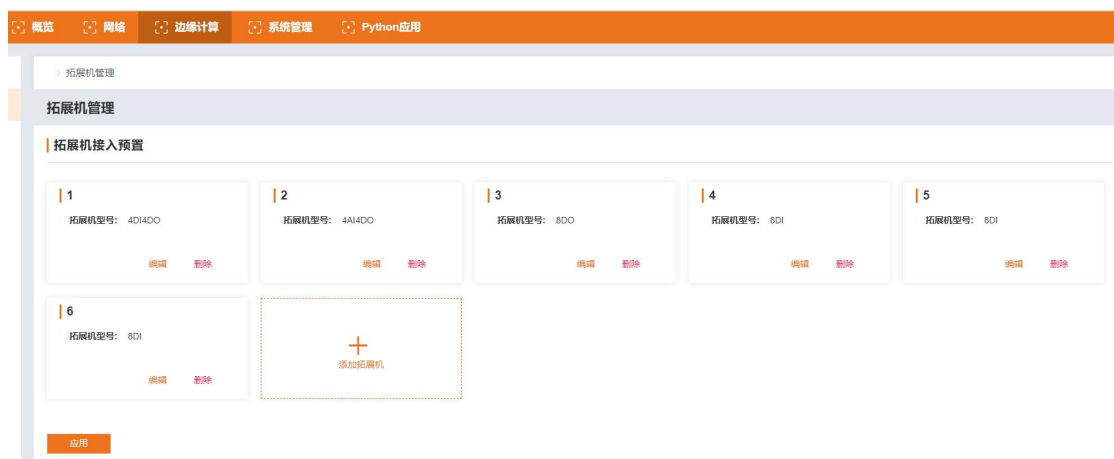 概览 网络 边缘计算 系统管理 Python应用
拓展机管理
拓展机管理
拓展机接入预置
1 2 3 4 5
拓展机型号： 4DI4DO 拓展机型号： 4AI4DO 拓展机型号： 8DO 拓展机型号： 8DI 拓展机型号： 8DI
编辑 删除 编辑 删除 编辑 删除 编辑 删除 编辑 删除
6
拓展机型号： 8DI
添加拓展机
编辑 删除
应用